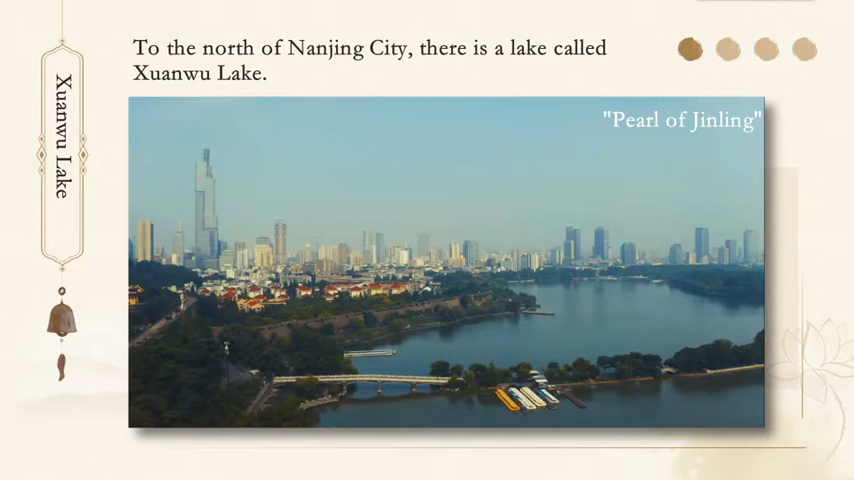 To the north of Nanjing City, there is a lake called
Xuanwu Lake.
Xuanwu Lake
"Pearl of Jinling"